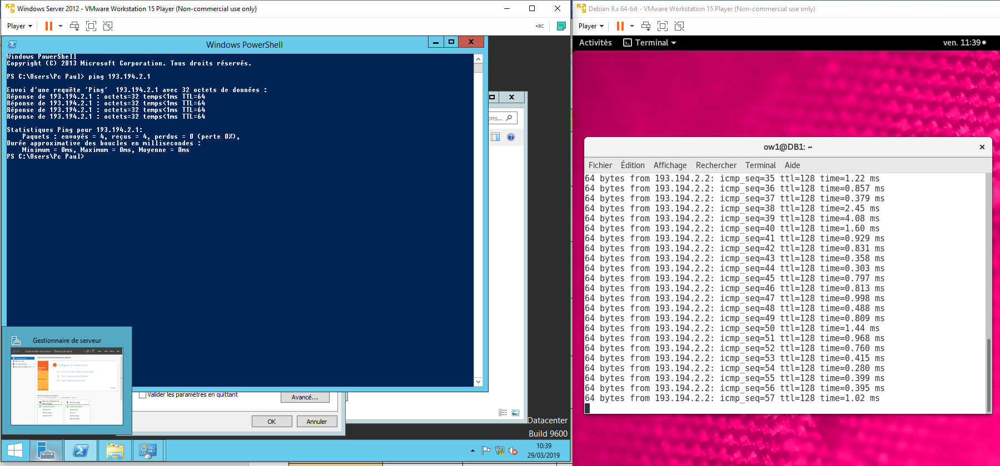 Windows Server 2012 - VMware Workstation 15 Player (Non-commercial use only)
Player
Windows PowerShell
Windows PowerShell
Copyright (C) 2013 Microsoft Corporation. Tous droits réservés.
PS C:\Users\Pc Paul> ping 193.194.2.1
Envoi d'une requête 'Ping'  193.194.2.1 avec 32 octets de données :
Réponse de 193.194.2.1 : octets=32 temps<1ms TTL=64
Réponse de 193.194.2.1 : octets=32 temps<1ms TTL=64
Réponse de 193.194.2.1 : octets=32 temps<1ms TTL=64
Réponse de 193.194.2.1 : octets=32 temps<1ms TTL=64
Statistiques Ping pour 193.194.2.1:
Paquets : envoyés = 4, reçus = 4, perdus = 0 (perte 0%),
Durée approximative des boucles en millisecondes :
Minimum = 0ms, Maximum = 0ms, Moyenne = 0ms
PS C:\Users\Pc Paul>
ons...
Gestionnaire de serveur
Valider les paramètres en quittant
Avancé...
OK
Annuler
Datacenter
Build 9600
10:39
29/03/2019
Debian 9.x 64-bit - VMware Workstation 15 Player (Non-commercial use only)
Player
Activités
Terminal
ven. 11:39
ow1@DB1: ~
Fichier Édition Affichage Rechercher Terminal Aide
64 bytes from 193.194.2.2: icmp_seq=35 ttl=128 time=1.22 ms
64 bytes from 193.194.2.2: icmp_seq=36 ttl=128 time=0.857 ms
64 bytes from 193.194.2.2: icmp_seq=37 ttl=128 time=0.379 ms
64 bytes from 193.194.2.2: icmp_seq=38 ttl=128 time=2.45 ms
64 bytes from 193.194.2.2: icmp_seq=39 ttl=128 time=4.08 ms
64 bytes from 193.194.2.2: icmp_seq=40 ttl=128 time=1.60 ms
64 bytes from 193.194.2.2: icmp_seq=41 ttl=128 time=0.929 ms
64 bytes from 193.194.2.2: icmp_seq=42 ttl=128 time=0.831 ms
64 bytes from 193.194.2.2: icmp_seq=43 ttl=128 time=0.358 ms
64 bytes from 193.194.2.2: icmp_seq=44 ttl=128 time=0.303 ms
64 bytes from 193.194.2.2: icmp_seq=45 ttl=128 time=0.797 ms
64 bytes from 193.194.2.2: icmp_seq=46 ttl=128 time=0.813 ms
64 bytes from 193.194.2.2: icmp_seq=47 ttl=128 time=0.998 ms
64 bytes from 193.194.2.2: icmp_seq=48 ttl=128 time=0.488 ms
64 bytes from 193.194.2.2: icmp_seq=49 ttl=128 time=0.809 ms
64 bytes from 193.194.2.2: icmp_seq=50 ttl=128 time=1.44 ms
64 bytes from 193.194.2.2: icmp_seq=51 ttl=128 time=0.968 ms
64 bytes from 193.194.2.2: icmp_seq=52 ttl=128 time=0.760 ms
64 bytes from 193.194.2.2: icmp_seq=53 ttl=128 time=0.415 ms
64 bytes from 193.194.2.2: icmp_seq=54 ttl=128 time=0.280 ms
64 bytes from 193.194.2.2: icmp_seq=55 ttl=128 time=0.399 ms
64 bytes from 193.194.2.2: icmp_seq=56 ttl=128 time=0.395 ms
64 bytes from 193.194.2.2: icmp_seq=57 ttl=128 time=1.02 ms